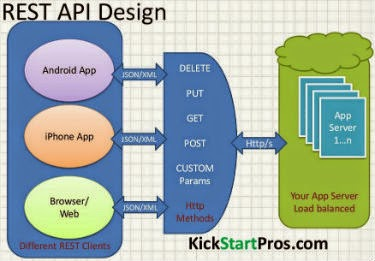 REST API Design
Android App
JSON/XML
iPhone App
JSON/XML
Browser/
Web
JSON/XML
Different REST Clients
DELETE
PUT
GET
POST
CUSTOM
Params
Http
Methods
Http/s
App
Server
1...n
Your App Server
Load balanced
KickStartPros.com